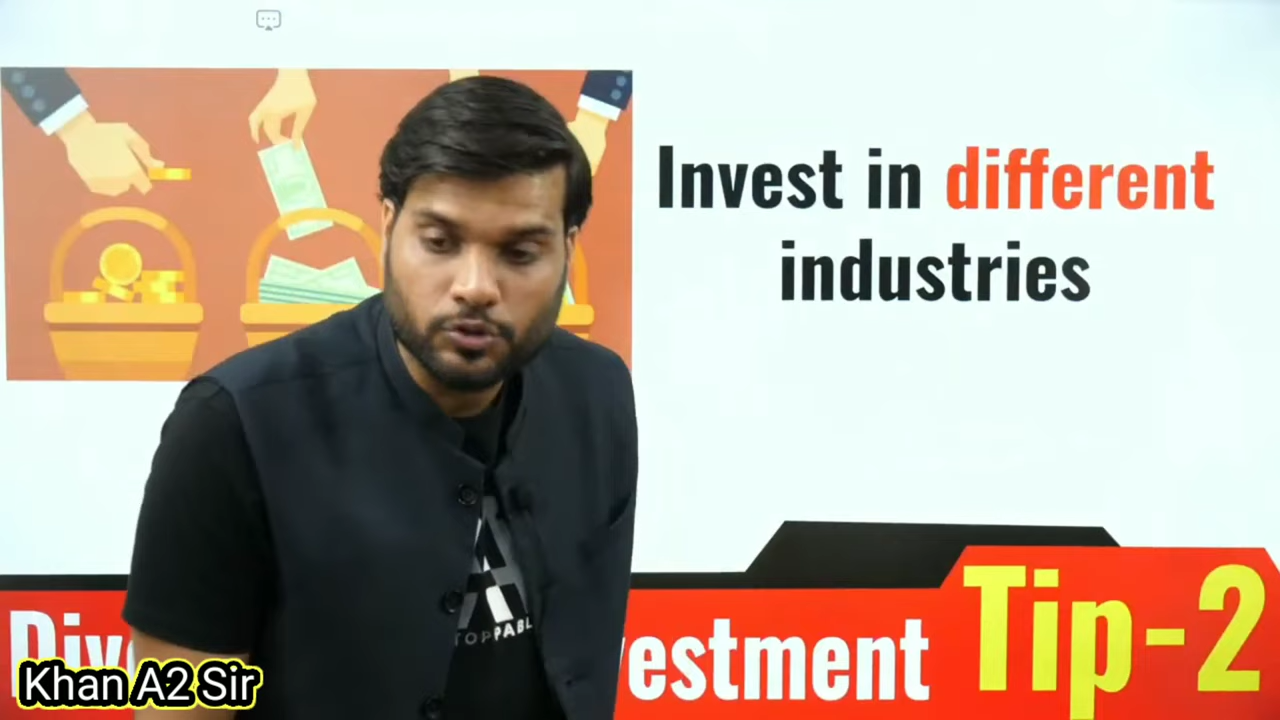 Invest in different
industries
estment
Tip-2
Khan A2 Sir